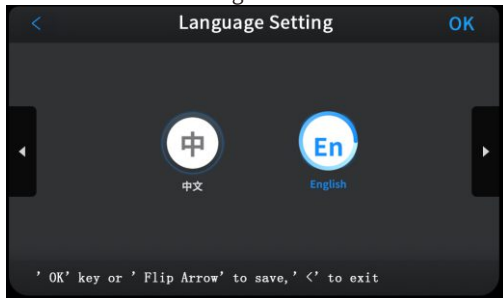 < Language Setting OK
中 En
中文 English
' OK' key or ' Flip Arrow' to save,' <' to exit